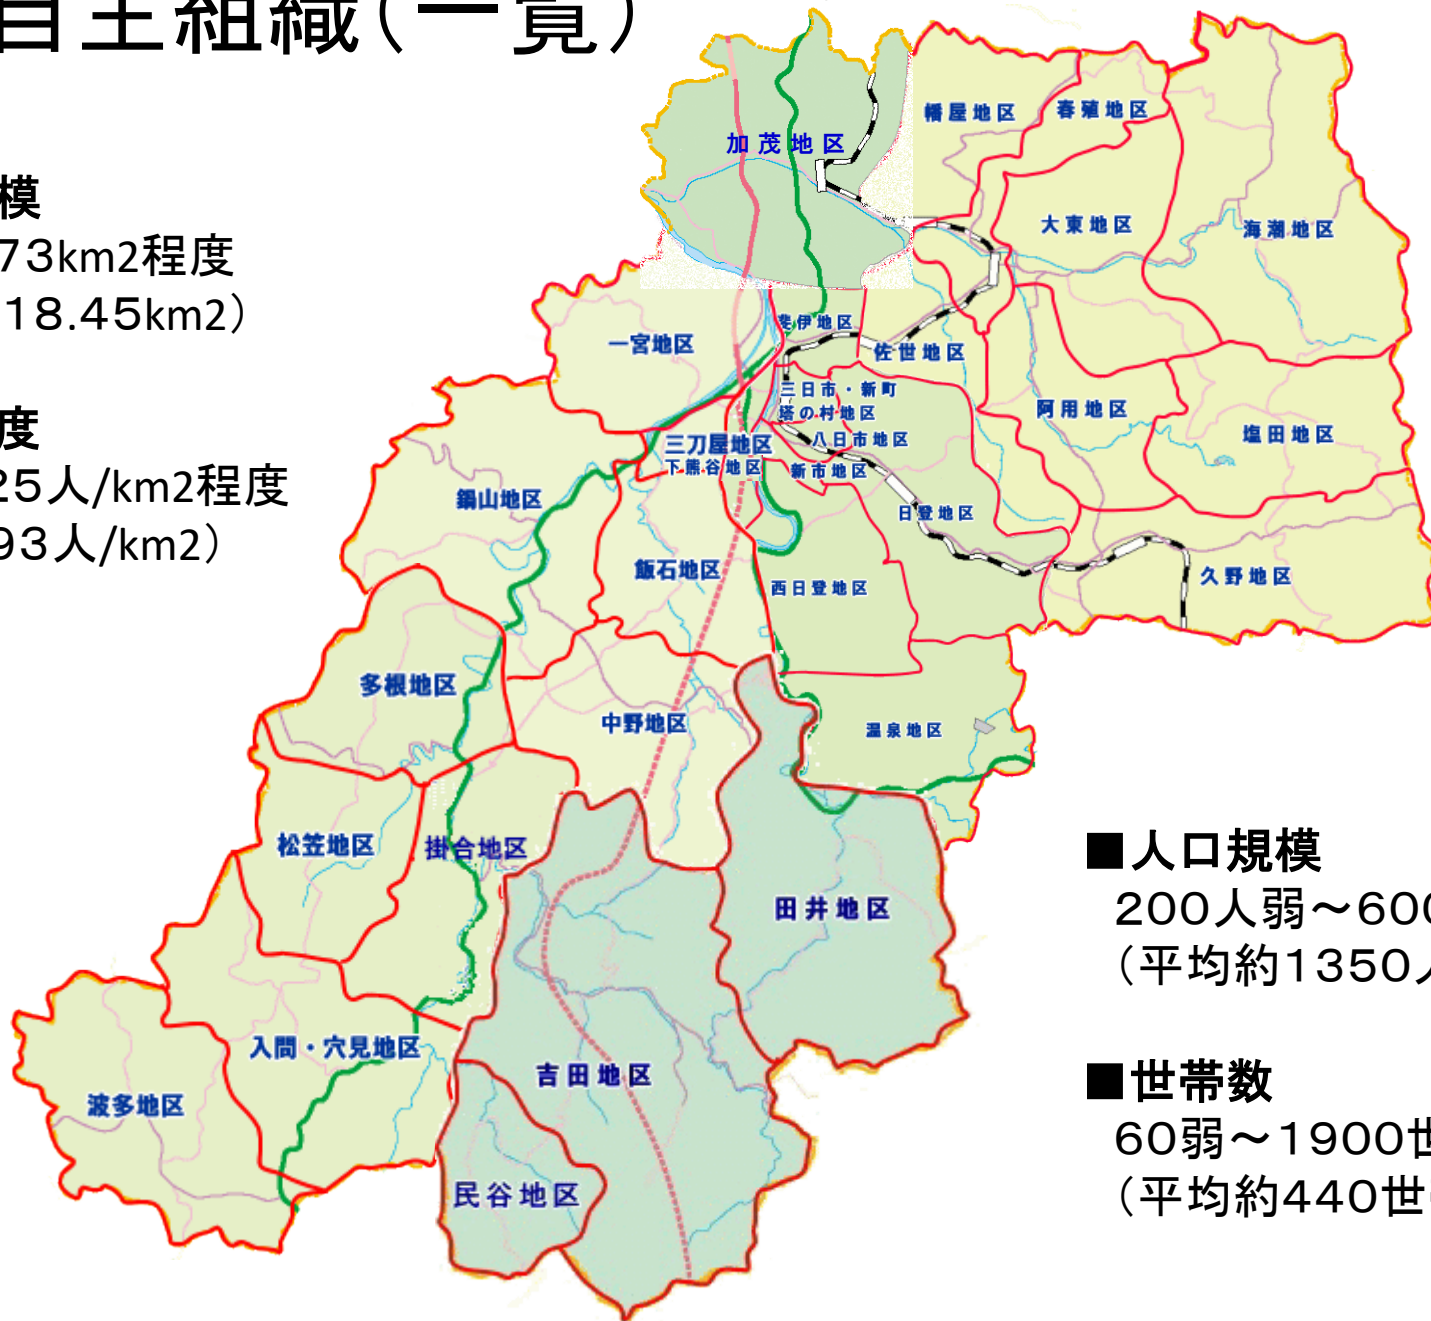 自主組織（一覧）
模
73km2程度
18.45km2）
度
25人/km2程度
93人/km2）
加茂地区
幡屋地区
春殖地区
大東地区
海潮地区
斐伊地区
一宮地区
佐世地区
三日市・新町
塔の村地区
阿用地区
塩田地区
八日市地区
三刀屋地区
下熊谷地区
新市地区
鍋山地区
日登地区
飯石地区
西日登地区
久野地区
多根地区
中野地区
温泉地区
松笠地区
掛合地区
田井地区
入間・穴見地区
吉田地区
波多地区
民谷地区
■人口規模
200人弱～600
（平均約1350人
■世帯数
60弱～1900世
（平均約440世